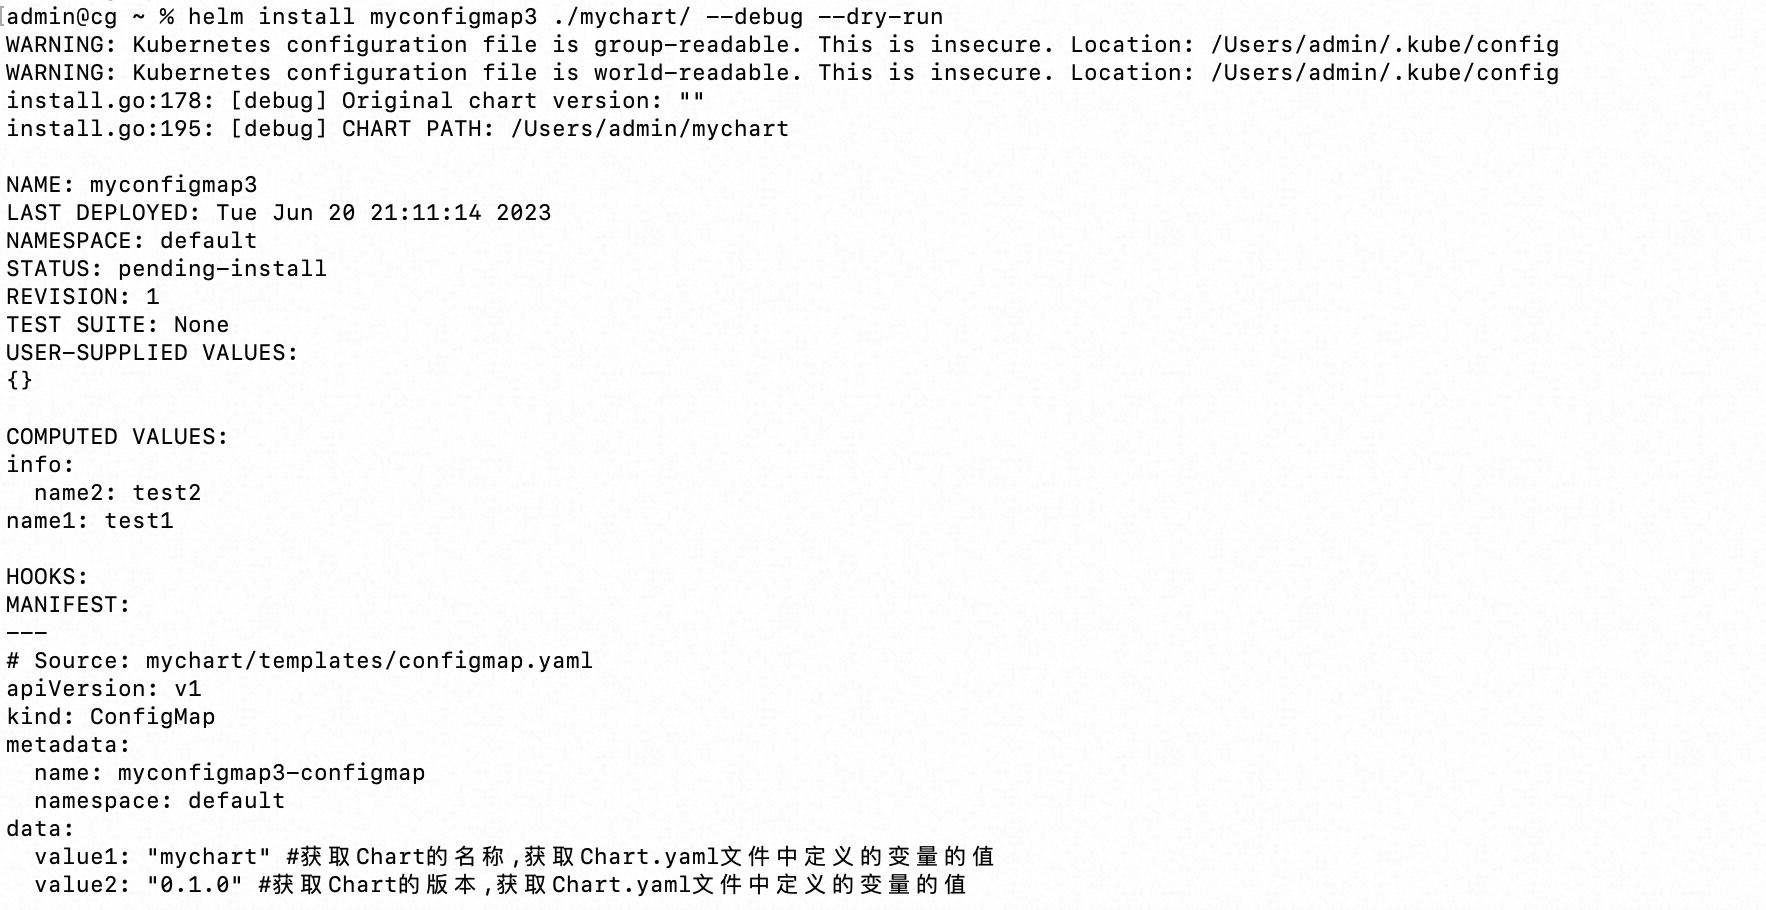 [admin@cg ~ % helm install myconfigmap3 ./mychart/ --debug --dry-run
WARNING: Kubernetes configuration file is group-readable. This is insecure. Location: /Users/admin/.kube/config
WARNING: Kubernetes configuration file is world-readable. This is insecure. Location: /Users/admin/.kube/config
install.go:178: [debug] Original chart version: ""
install.go:195: [debug] CHART PATH: /Users/admin/mychart
NAME: myconfigmap3
LAST DEPLOYED: Tue Jun 20 21:11:14 2023
NAMESPACE: default
STATUS: pending-install
REVISION: 1
TEST SUITE: None
USER-SUPPLIED VALUES:
{}
COMPUTED VALUES:
info:
  name2: test2
name1: test1
HOOKS:
MANIFEST:
---
# Source: mychart/templates/configmap.yaml
apiVersion: v1
kind: ConfigMap
metadata:
  name: myconfigmap3-configmap
  namespace: default
data:
  value1: "mychart" #获取Chart的名称,获取Chart.yaml文件中定义的变量的值
  value2: "0.1.0" #获取Chart的版本,获取Chart.yaml文件中定义的变量的值